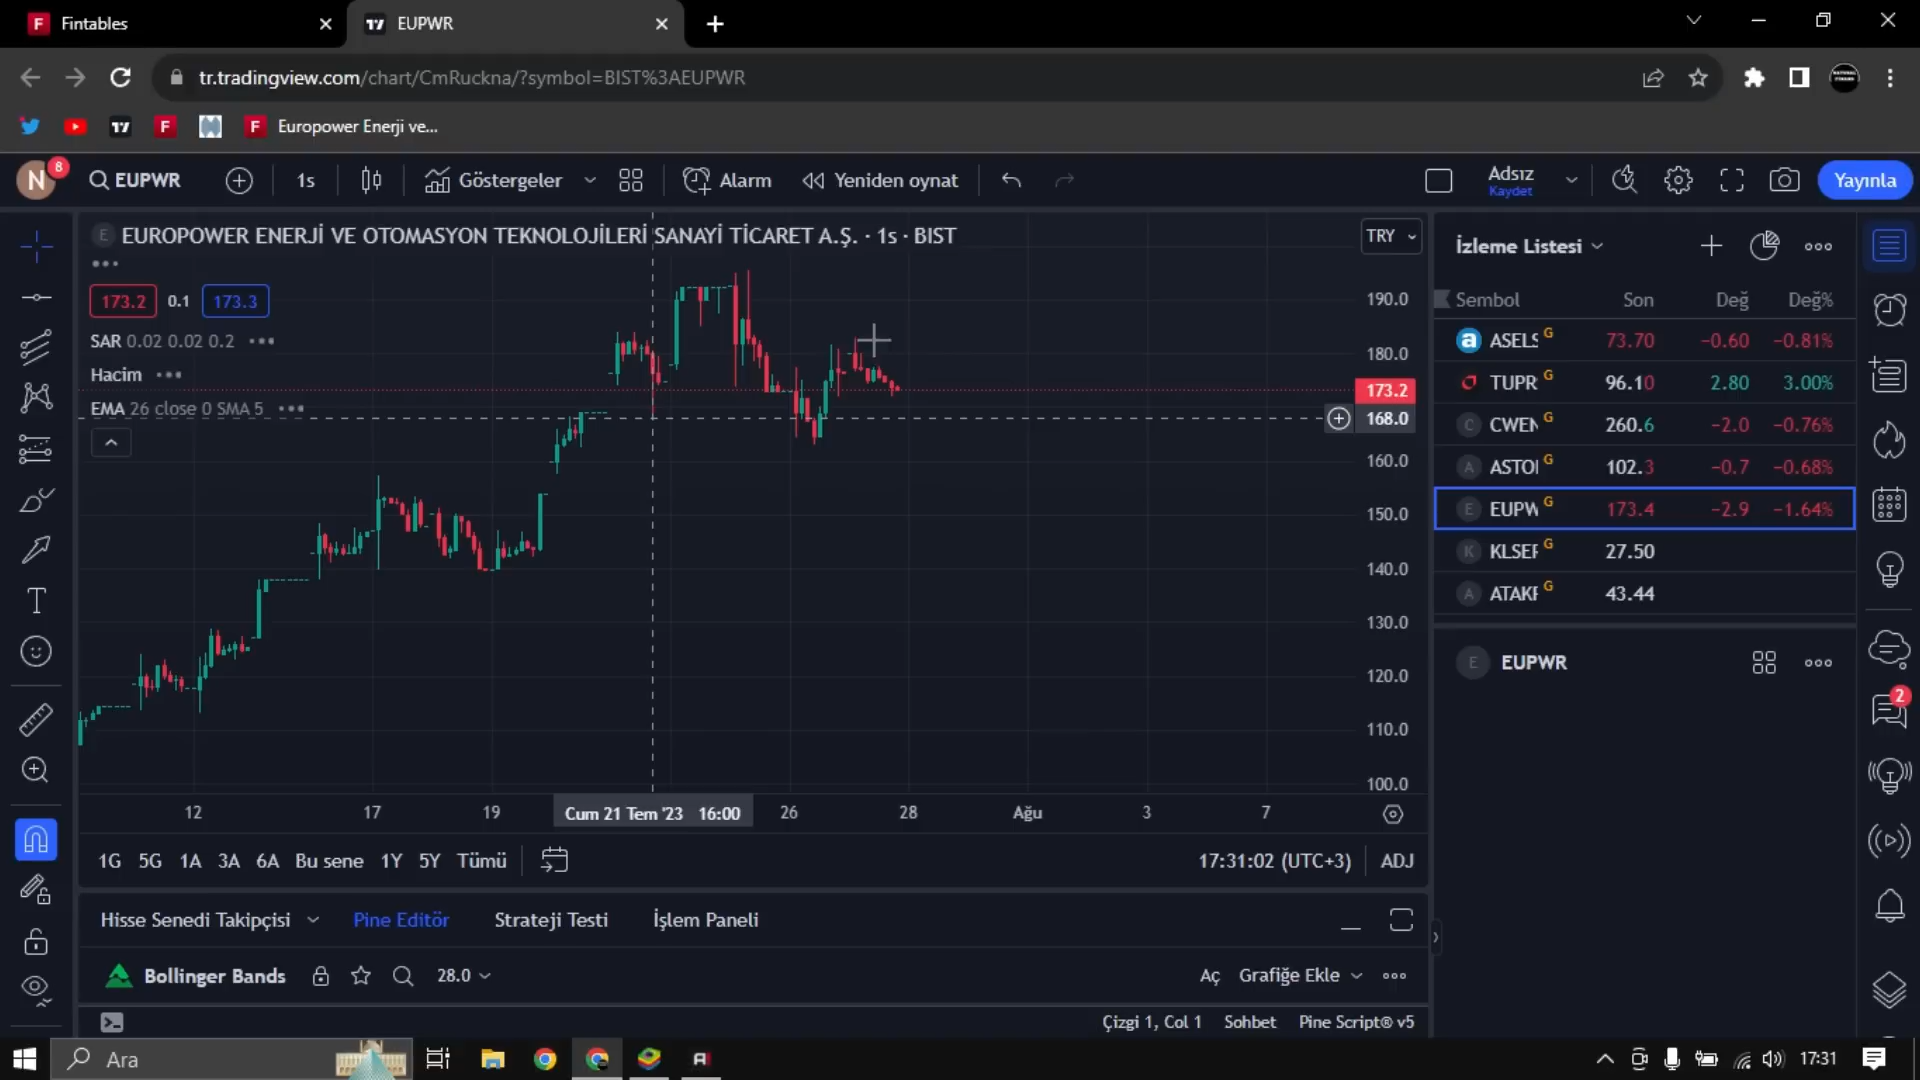 Fintables
EUPWR
tr.tradingview.com/chart/CmRuckna/?symbol=BIST%3AEUPWR
Europower Enerji ve...
N
8
EUPWR
1s
Göstergeler
Alarm
Yeniden oynat
Adsız
Kaydet
Yayınla
EUROPOWER ENERJİ VE OTOMASYON TEKNOLOJİLERİ SANAYİ TİCARET A.Ş. · 1s · BIST
TRY
173.2 0.1 173.3
SAR 0.02 0.02 0.2
Hacim
EMA 26 close 0 SMA 5
190.0
180.0
173.2
168.0
160.0
150.0
140.0
130.0
120.0
110.0
100.0
12 17 19 Cum 21 Tem '23 16:00 26 28 Ağu 3 7
1G 5G 1A 3A 6A Bu sene 1Y 5Y Tümü
17:31:02 (UTC+3) ADJ
Hisse Senedi Takipçisi Pine Editör Strateji Testi İşlem Paneli
Bollinger Bands 28.0 Aç Grafiğe Ekle
Çizgi 1, Col 1 Sohbet Pine Script® v5
İzleme Listesi
Sembol Son Değ Değ%
ASELS G 73.70 −0.60 −0.81%
TUPR G 96.10 2.80 3.00%
CWEN G 260.6 −2.0 −0.76%
ASTO G 102.3 −0.7 −0.68%
EUPW G 173.4 −2.9 −1.64%
KLSER G 27.50
ATAKP G 43.44
EUPWR
2
Ara
17:31